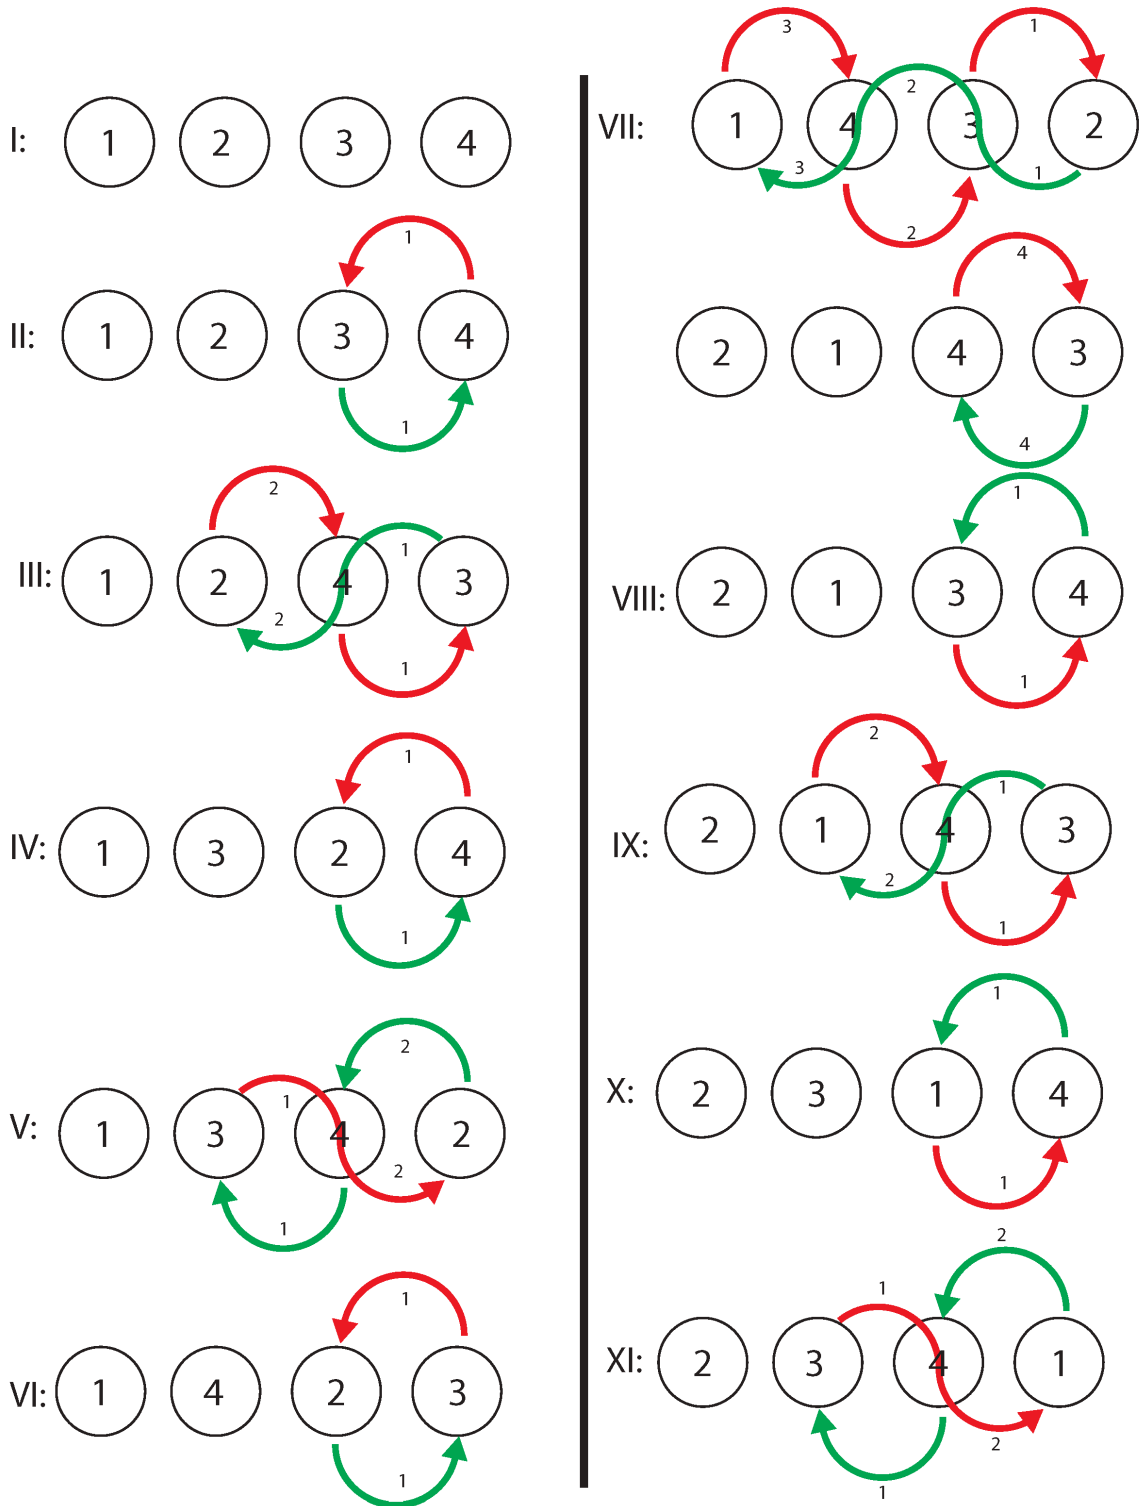 I: 1 2 3 4
1
II: 1 2 3 4
1
2
1
III: 1 2 4 3
2
1
1
IV: 1 3 2 4
1
2
1
V: 1 3 4 2
2
1
1
VI: 1 4 2 3
1
3 1
2
VII: 1 4 3 2
3 1
2
4
2 1 4 3
4
1
VIII: 2 1 3 4
1
2
1
IX: 2 1 4 3
2
1
1
X: 2 3 1 4
1
2
1
XI: 2 3 4 1
2
1